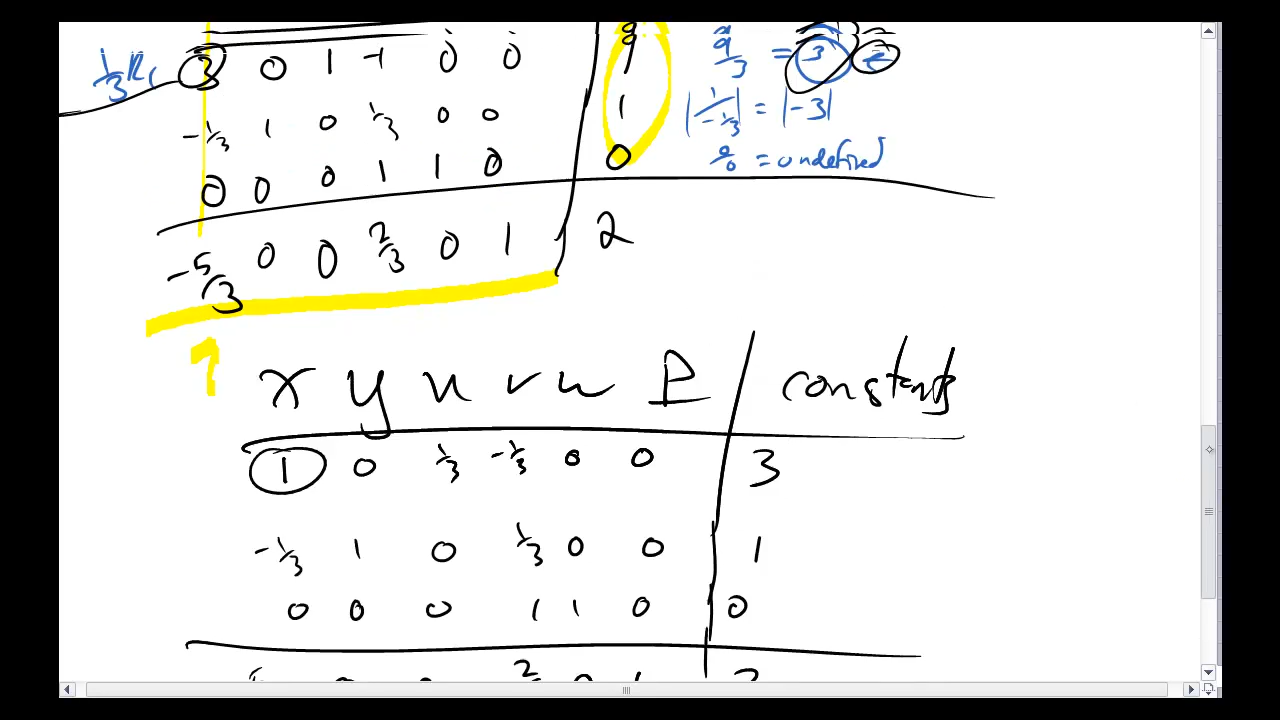 1/3 R1 3 0 1 -1 0 0 9 9/3 = 3
-1/3 1 0 1/3 0 0 1 |1/-1/3| = |-3|
0 0 0 1 1 0 0 0/0 = undefined
-5/3 0 0 2/3 0 1 2
x y u v w P constants
1 0 1/3 -1/3 0 0 3
-1/3 1 0 1/3 0 0 1
0 0 0 1 1 0 0